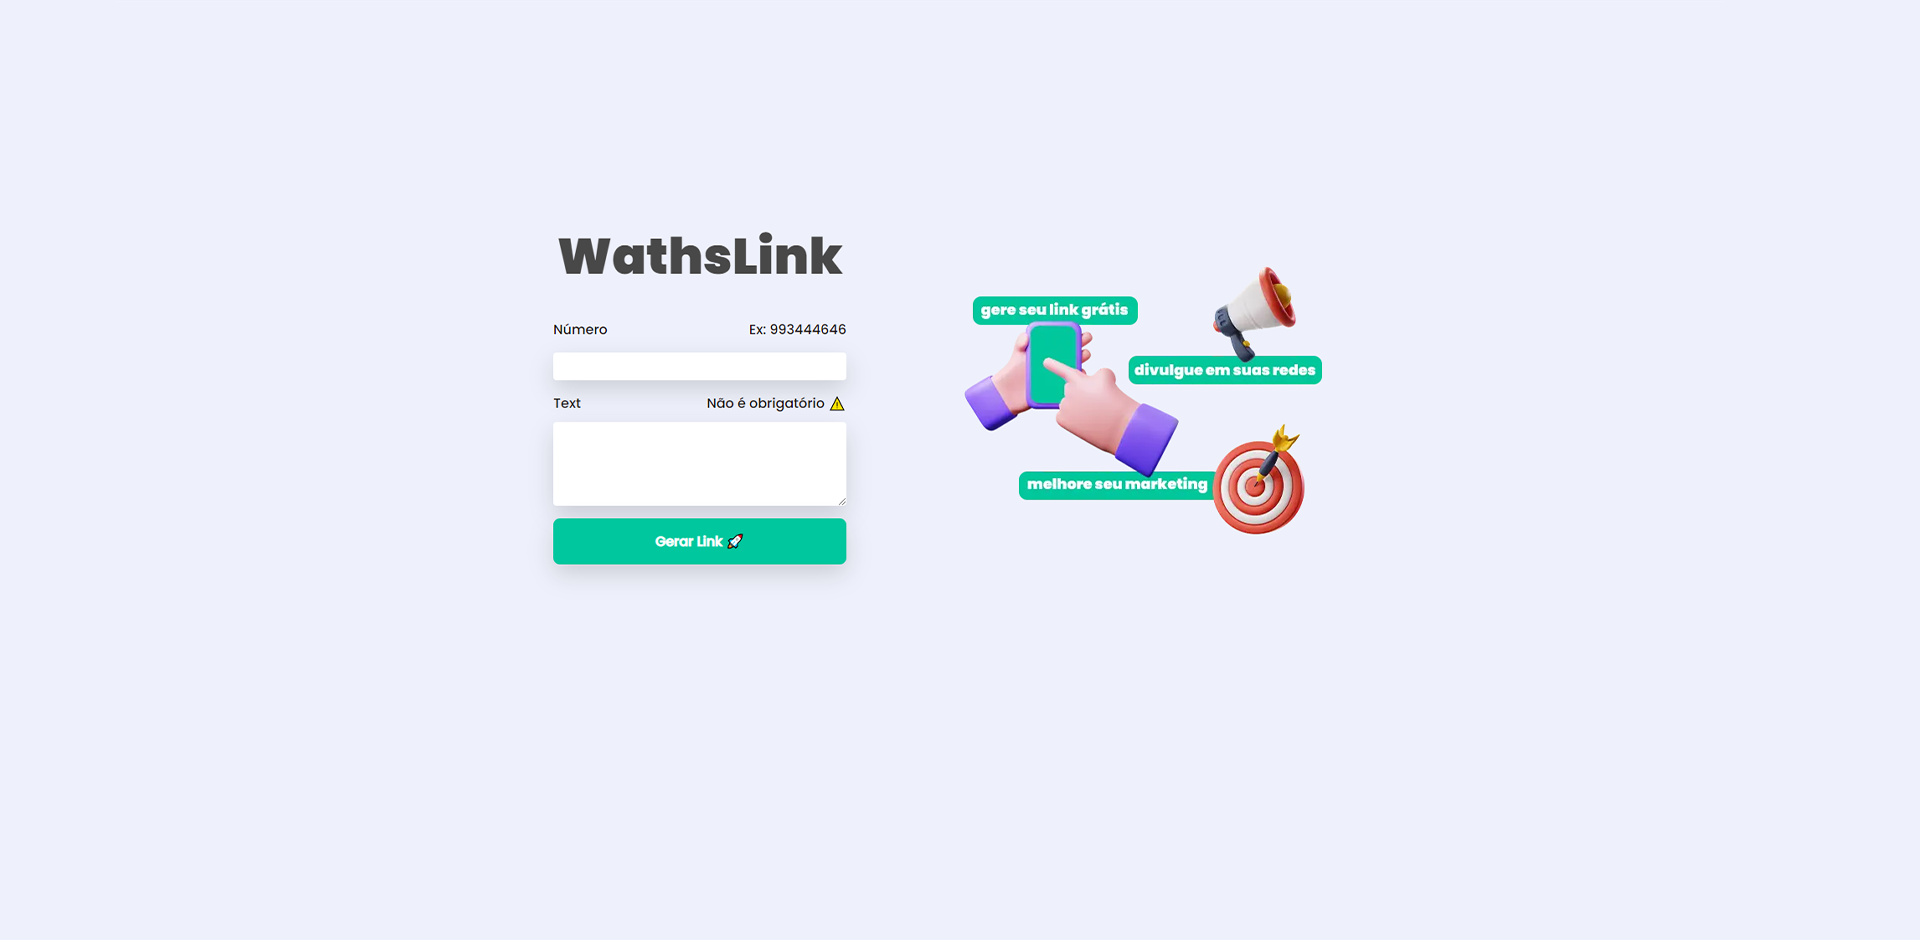 WathsLink
Número Ex: 993444646
Text Não é obrigatório ⚠️
Gerar Link 🚀
gere seu link grátis
divulgue em suas redes
melhore seu marketing